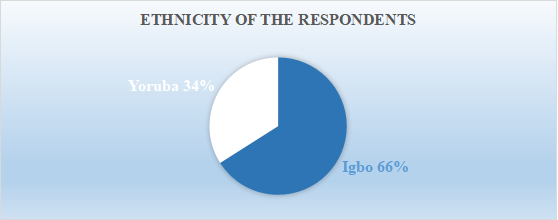 ETHNICITY OF THE RESPONDENTS
Yoruba 34%
Igbo 66%